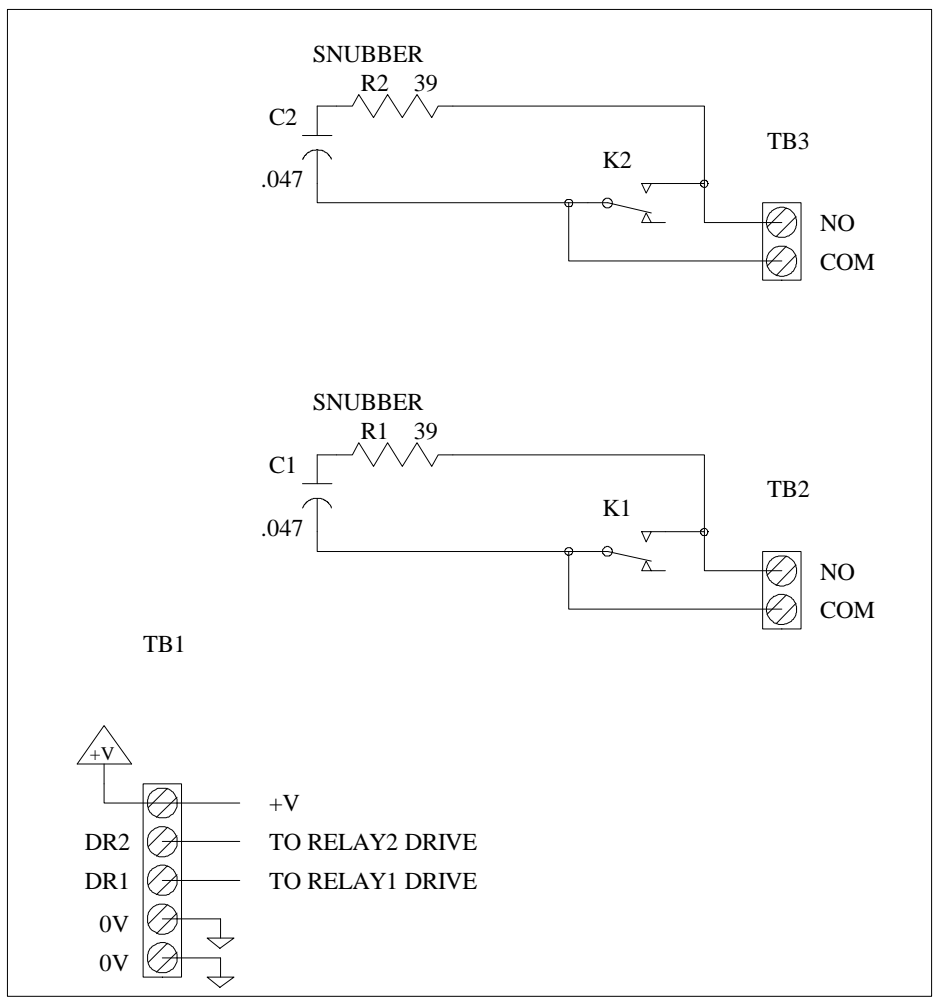 SNUBBER
R2 39
C2
.047
K2
TB3
NO
COM
SNUBBER
R1 39
C1
.047
K1
TB2
NO
COM
TB1
+V
+V
DR2 TO RELAY2 DRIVE
DR1 TO RELAY1 DRIVE
0V
0V